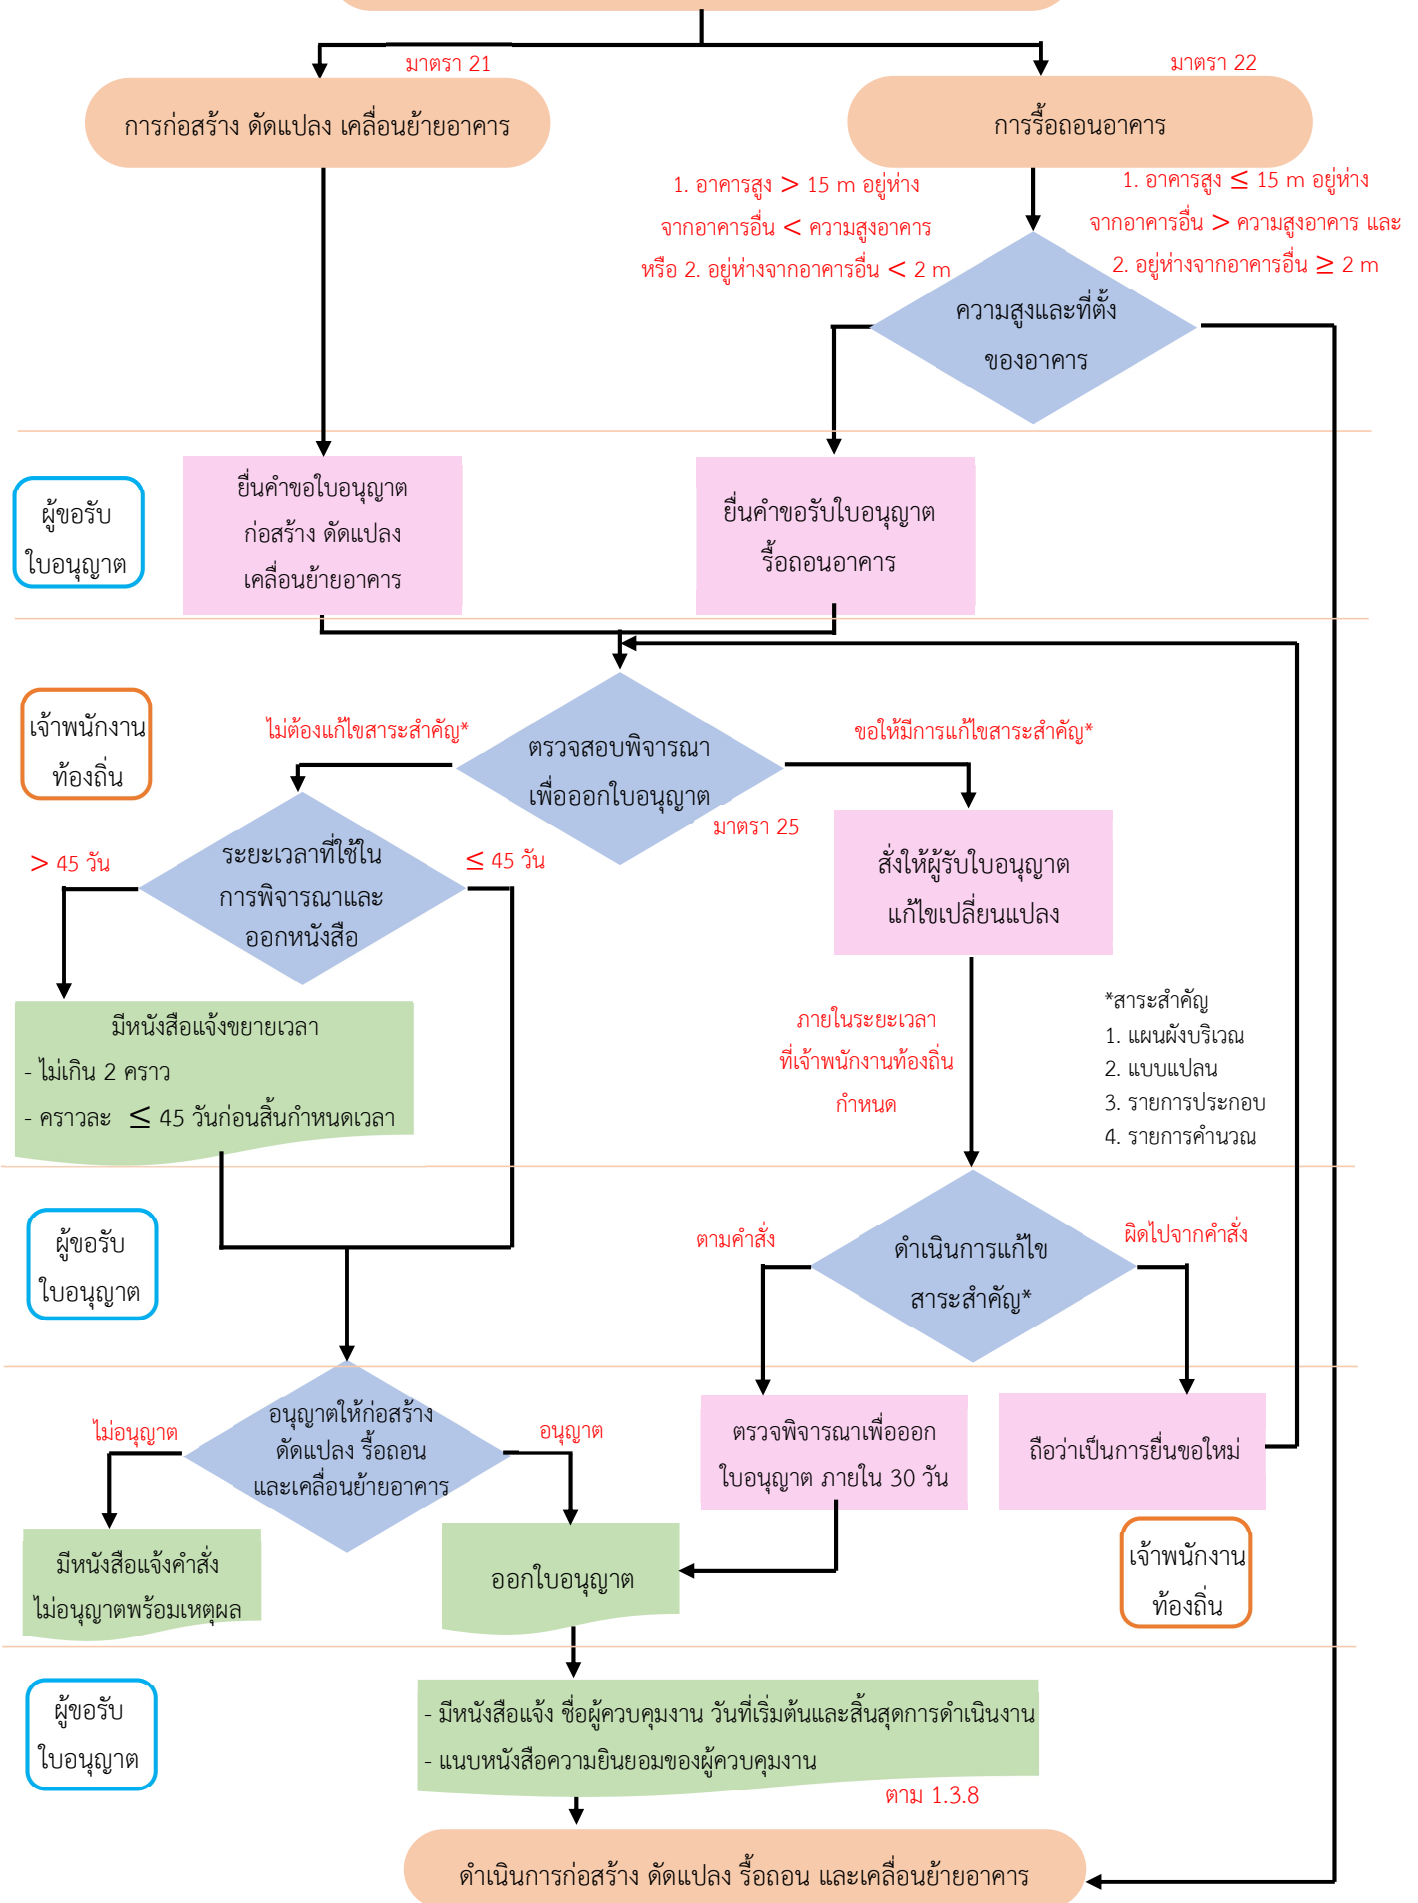 มาตรา 21
มาตรา 22
การก่อสร้าง ดัดแปลง เคลื่อนย้ายอาคาร
การรื้อถอนอาคาร
1. อาคารสูง > 15 m อยู่ห่าง
จากอาคารอื่น < ความสูงอาคาร
หรือ 2. อยู่ห่างจากอาคารอื่น < 2 m
1. อาคารสูง ≤ 15 m อยู่ห่าง
จากอาคารอื่น > ความสูงอาคาร และ
2. อยู่ห่างจากอาคารอื่น ≥ 2 m
ความสูงและที่ตั้ง
ของอาคาร
ผู้ขอรับ
ใบอนุญาต
ยื่นคำขอใบอนุญาต
ก่อสร้าง ดัดแปลง
เคลื่อนย้ายอาคาร
ยื่นคำขอรับใบอนุญาต
รื้อถอนอาคาร
เจ้าพนักงาน
ท้องถิ่น
ไม่ต้องแก้ไขสาระสำคัญ*
ตรวจสอบพิจารณา
เพื่อออกใบอนุญาต
ขอให้มีการแก้ไขสาระสำคัญ*
มาตรา 25
> 45 วัน
ระยะเวลาที่ใช้ใน
การพิจารณาและ
ออกหนังสือ
≤ 45 วัน
สั่งให้ผู้รับใบอนุญาต
แก้ไขเปลี่ยนแปลง
มีหนังสือแจ้งขยายเวลา
- ไม่เกิน 2 คราว
- คราวละ ≤ 45 วันก่อนสิ้นกำหนดเวลา
ภายในระยะเวลา
ที่เจ้าพนักงานท้องถิ่น
กำหนด
*สาระสำคัญ
1. แผนผังบริเวณ
2. แบบแปลน
3. รายการประกอบ
4. รายการคำนวณ
ผู้ขอรับ
ใบอนุญาต
ตามคำสั่ง
ดำเนินการแก้ไข
สาระสำคัญ*
ผิดไปจากคำสั่ง
ไม่อนุญาต
อนุญาตให้ก่อสร้าง
ดัดแปลง รื้อถอน
และเคลื่อนย้ายอาคาร
อนุญาต
ตรวจพิจารณาเพื่อออก
ใบอนุญาต ภายใน 30 วัน
ถือว่าเป็นการยื่นขอใหม่
มีหนังสือแจ้งคำสั่ง
ไม่อนุญาตพร้อมเหตุผล
ออกใบอนุญาต
เจ้าพนักงาน
ท้องถิ่น
ผู้ขอรับ
ใบอนุญาต
- มีหนังสือแจ้ง ชื่อผู้ควบคุมงาน วันที่เริ่มต้นและสิ้นสุดการดำเนินงาน
- แนบหนังสือความยินยอมของผู้ควบคุมงาน
ตาม 1.3.8
ดำเนินการก่อสร้าง ดัดแปลง รื้อถอน และเคลื่อนย้ายอาคาร